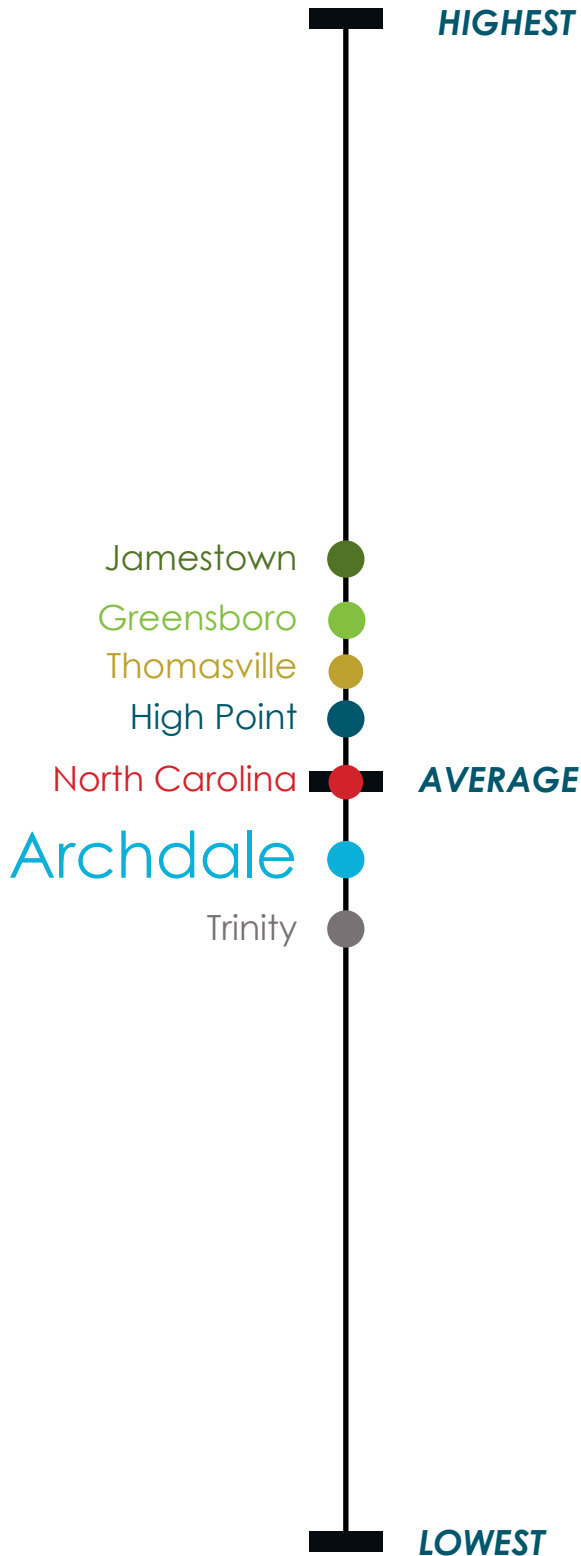 HIGHEST
Jamestown
Greensboro
Thomasville
High Point
North Carolina
AVERAGE
Archdale
Trinity
LOWEST